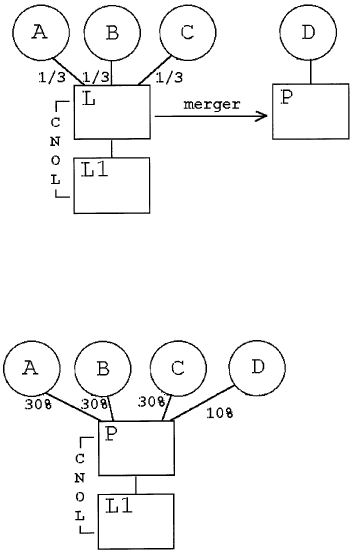 A B C D
1/3 1/3 1/3
L
merger
P
CNOL
L1
A B C D
30% 30% 30% 10%
P
CNOL
L1